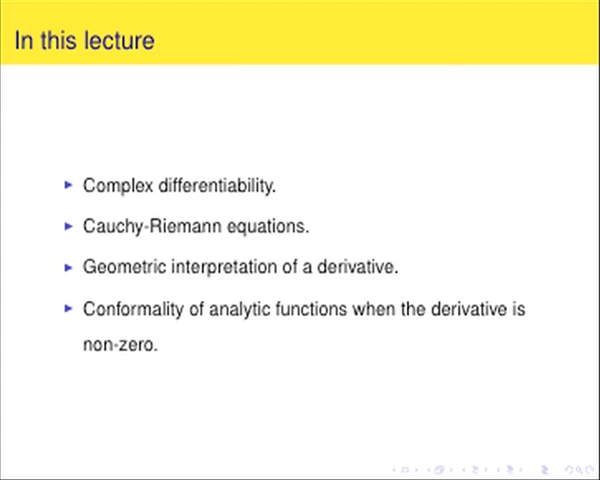 In this lecture
Complex differentiability.
Cauchy-Riemann equations.
Geometric interpretation of a derivative.
Conformality of analytic functions when the derivative is
non-zero.